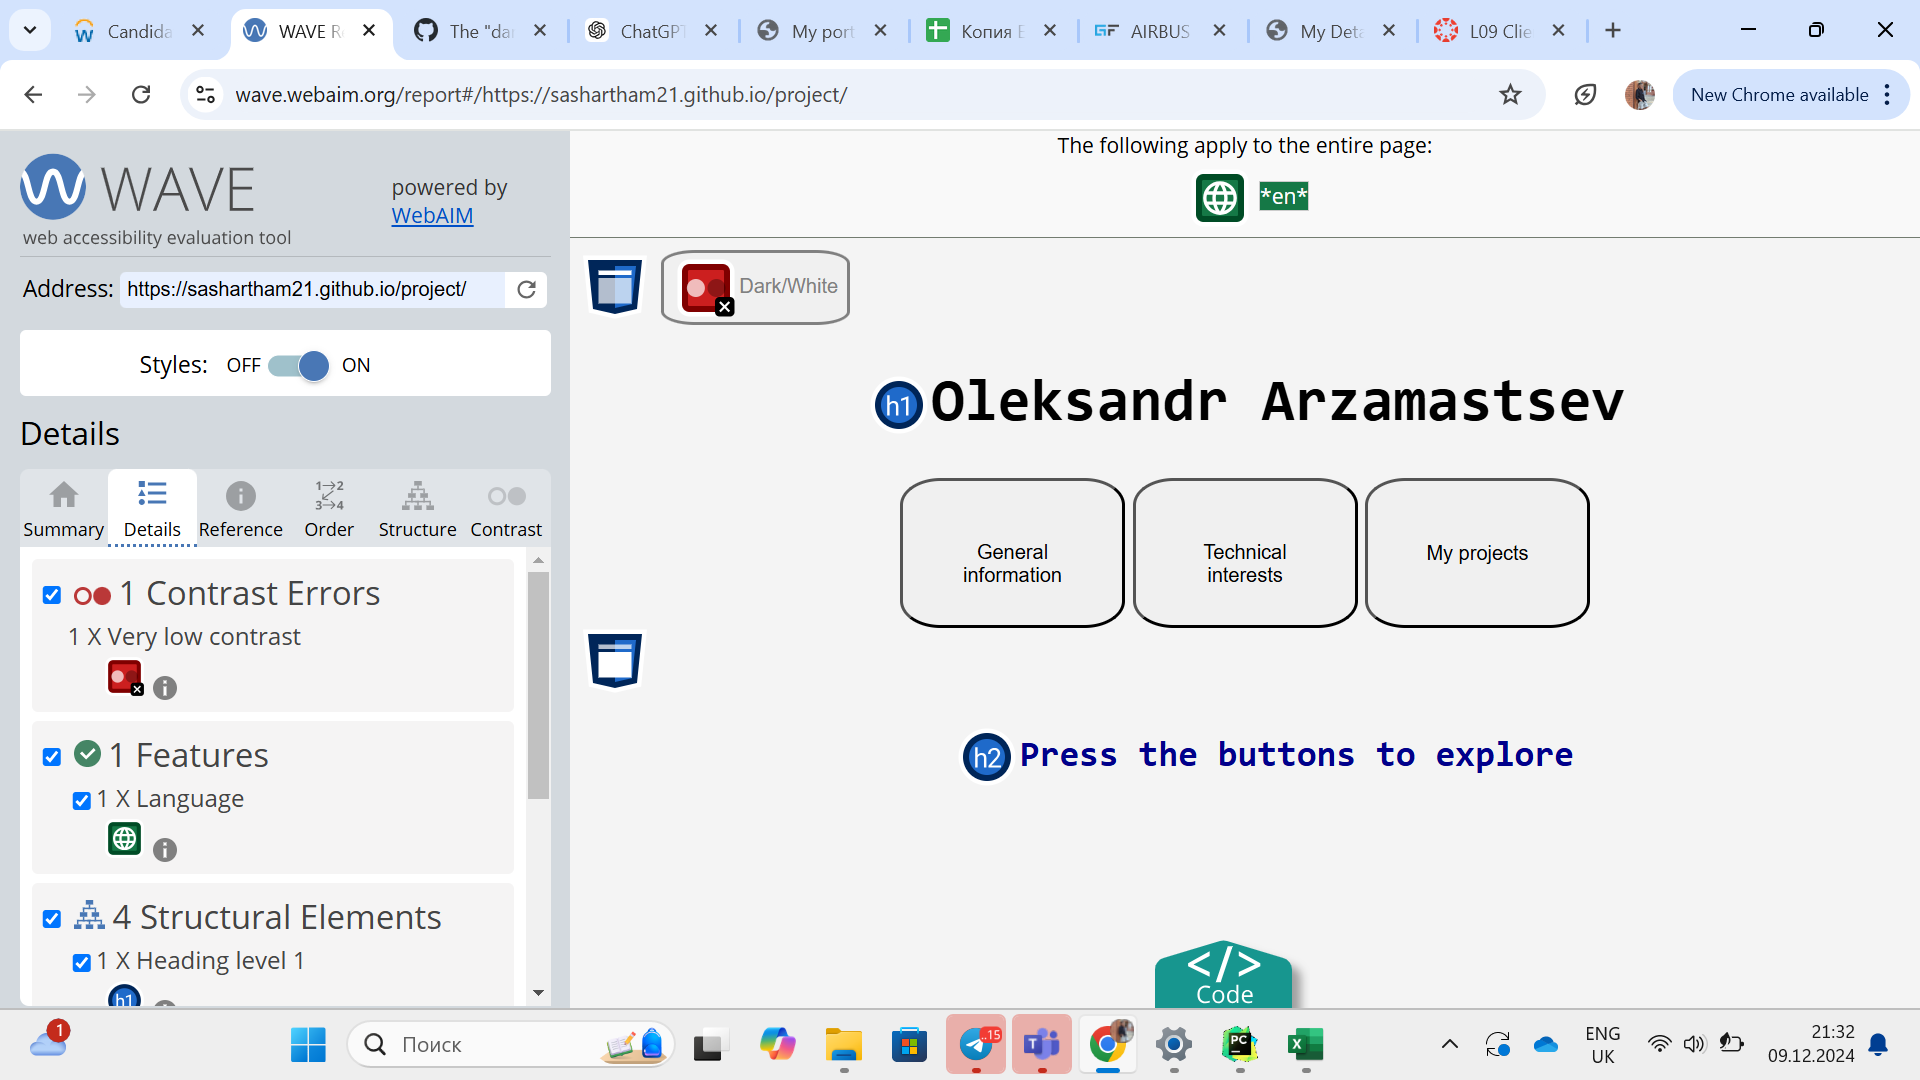 Candida
WAVE R
The "da
ChatGP
My port
Копия Е
AIRBUS
My Deta
L09 Clie
wave.webaim.org/report#/https://sashartham21.github.io/project/
New Chrome available
WAVE
powered by
WebAIM
web accessibility evaluation tool
Address: https://sashartham21.github.io/project/
Styles: OFF ON
Details
Summary
Details
Reference
Order
Structure
Contrast
1 Contrast Errors
1 X Very low contrast
1 Features
1 X Language
4 Structural Elements
1 X Heading level 1
h1
The following apply to the entire page:
*en*
Dark/White
h1 Oleksandr Arzamastsev
General
information
Technical
interests
My projects
h2 Press the buttons to explore
</>
Code
1
Поиск
..15
PC
ENG
UK
21:32
09.12.2024